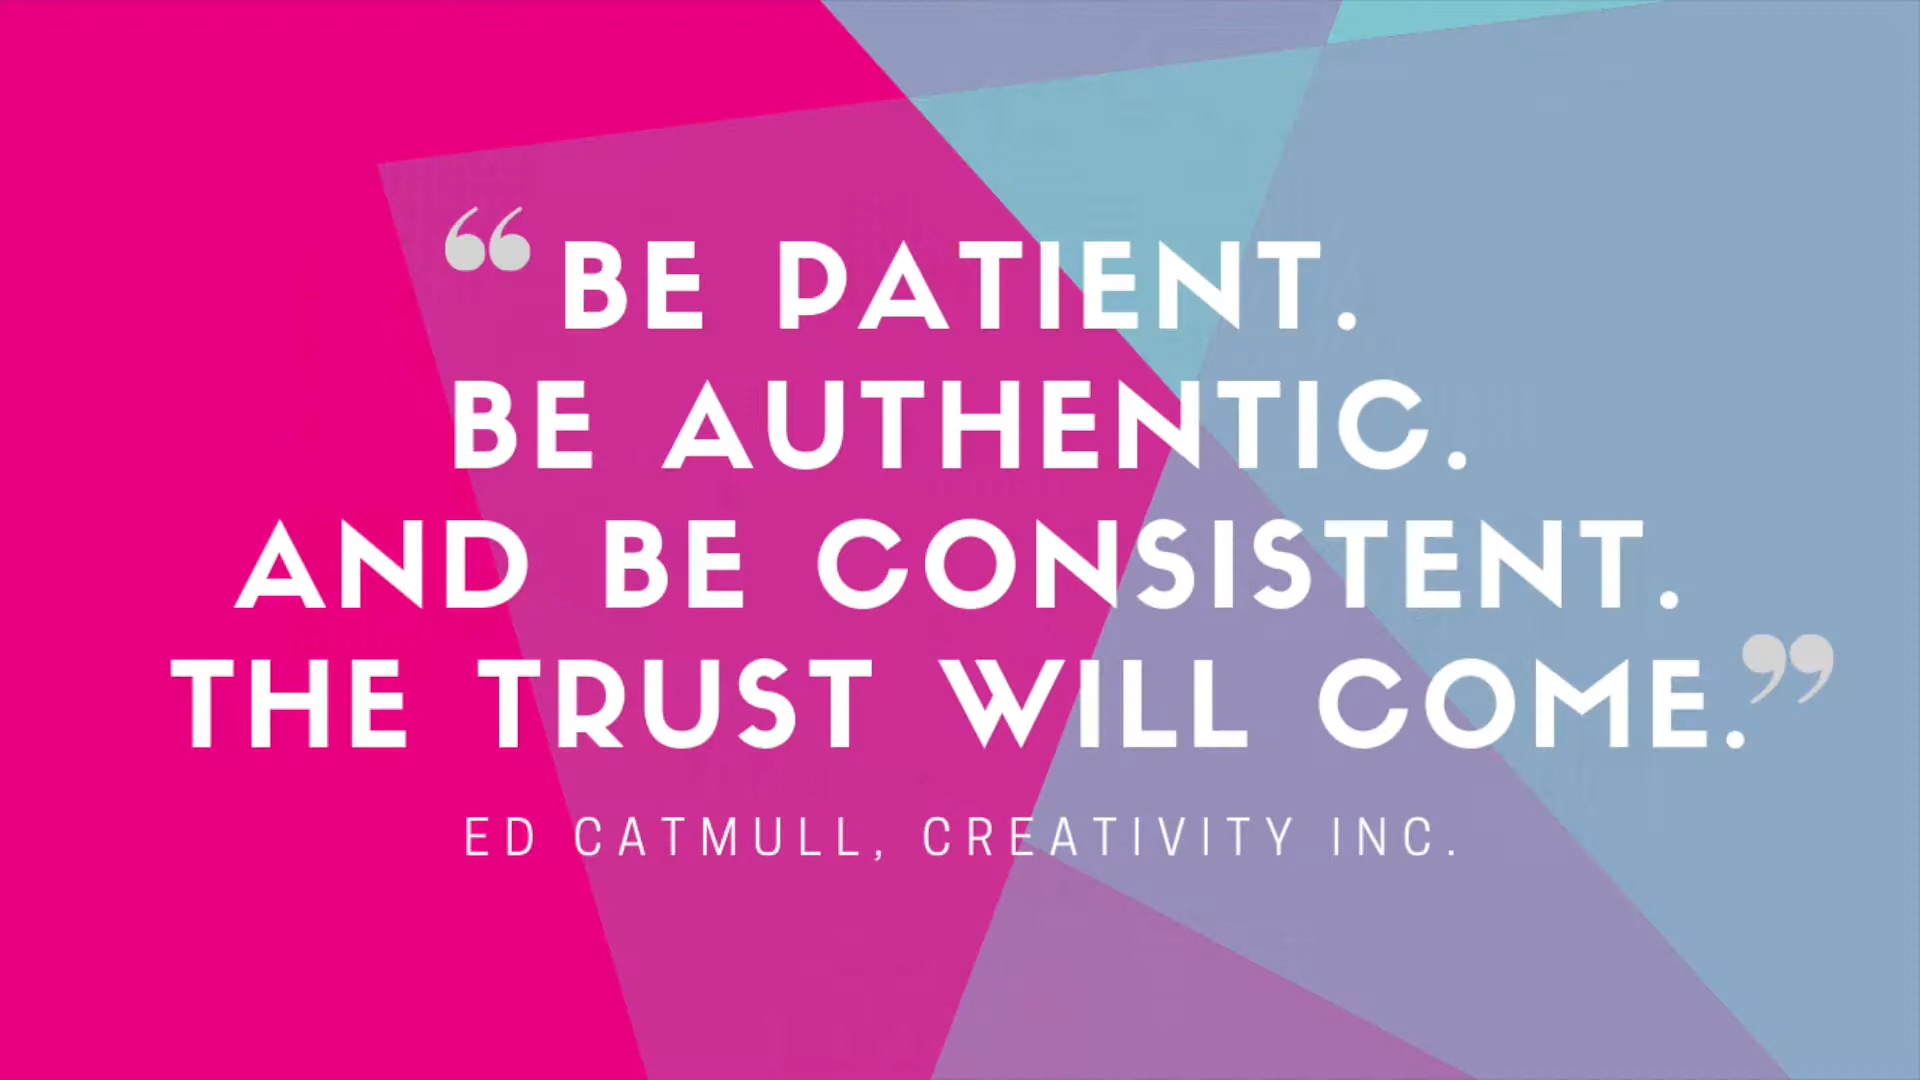 “BE PATIENT.
BE AUTHENTIC.
AND BE CONSISTENT.
THE TRUST WILL COME.”
ED CATMULL, CREATIVITY INC.